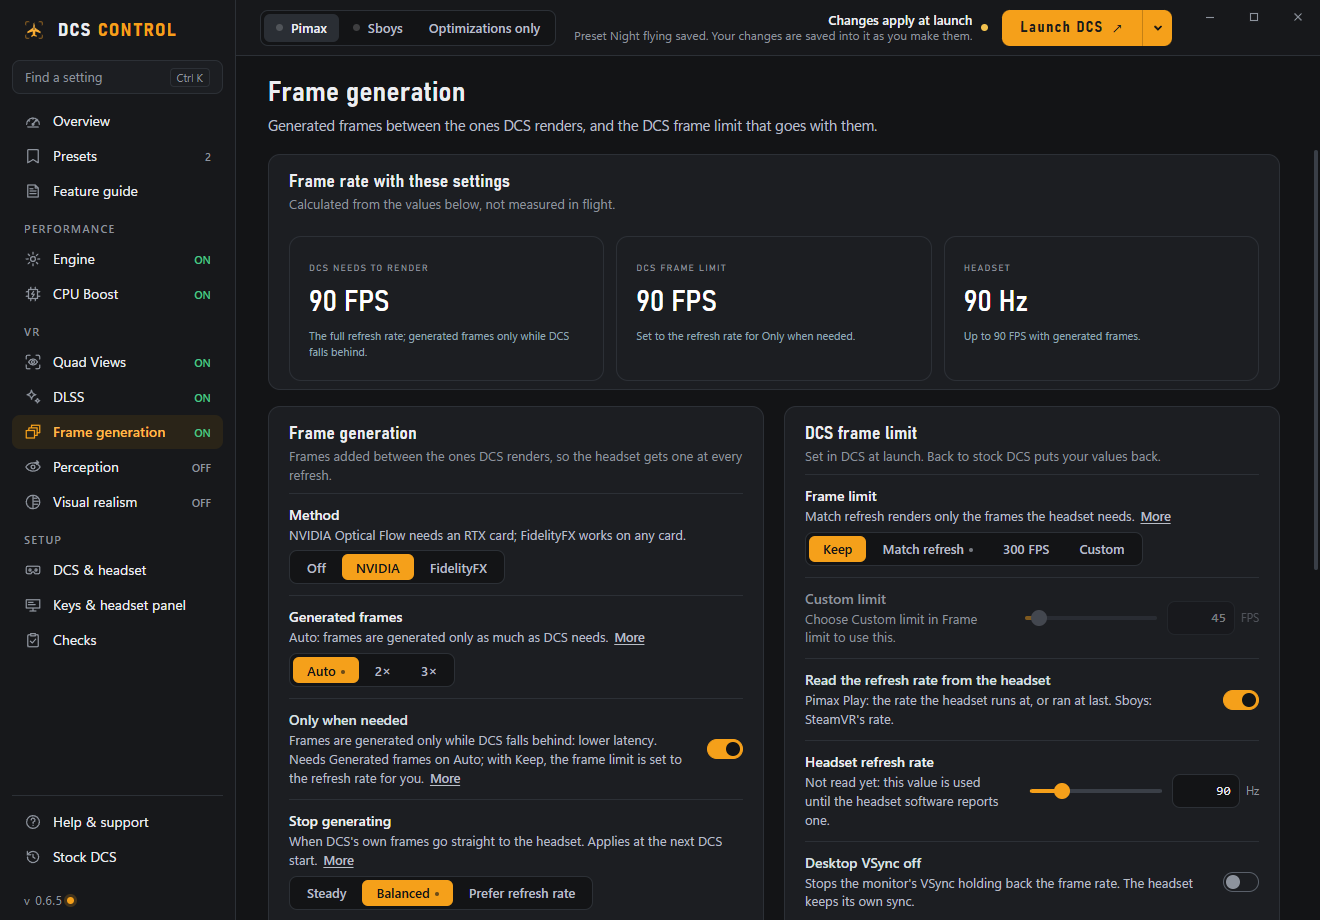 DCS CONTROL
Find a setting
Ctrl K
Overview
Presets
2
Feature guide
PERFORMANCE
Engine
ON
CPU Boost
ON
VR
Quad Views
ON
DLSS
ON
Frame generation
ON
Perception
OFF
Visual realism
OFF
SETUP
DCS & headset
Keys & headset panel
Checks
Help & support
Stock DCS
v 0.6.5
Pimax
Sboys
Optimizations only
Changes apply at launch
Preset Night flying saved. Your changes are saved into it as you make them.
Launch DCS ↗
Frame generation
Generated frames between the ones DCS renders, and the DCS frame limit that goes with them.
Frame rate with these settings
Calculated from the values below, not measured in flight.
DCS NEEDS TO RENDER
90 FPS
The full refresh rate; generated frames only while DCS
falls behind.
DCS FRAME LIMIT
90 FPS
Set to the refresh rate for Only when needed.
HEADSET
90 Hz
Up to 90 FPS with generated frames.
Frame generation
Frames added between the ones DCS renders, so the headset gets one at every
refresh.
Method
NVIDIA Optical Flow needs an RTX card; FidelityFX works on any card.
Off
NVIDIA
FidelityFX
Generated frames
Auto: frames are generated only as much as DCS needs. More
Auto
2×
3×
Only when needed
Frames are generated only while DCS falls behind: lower latency.
Needs Generated frames on Auto; with Keep, the frame limit is set to
the refresh rate for you. More
Stop generating
When DCS's own frames go straight to the headset. Applies at the next DCS
start. More
Steady
Balanced
Prefer refresh rate
DCS frame limit
Set in DCS at launch. Back to stock DCS puts your values back.
Frame limit
Match refresh renders only the frames the headset needs. More
Keep
Match refresh
300 FPS
Custom
Custom limit
Choose Custom limit in Frame
limit to use this.
45
FPS
Read the refresh rate from the headset
Pimax Play: the rate the headset runs at, or ran at last. Sboys:
SteamVR's rate.
Headset refresh rate
Not read yet: this value is used
until the headset software reports
one.
90
Hz
Desktop VSync off
Stops the monitor's VSync holding back the frame rate. The headset
keeps its own sync.